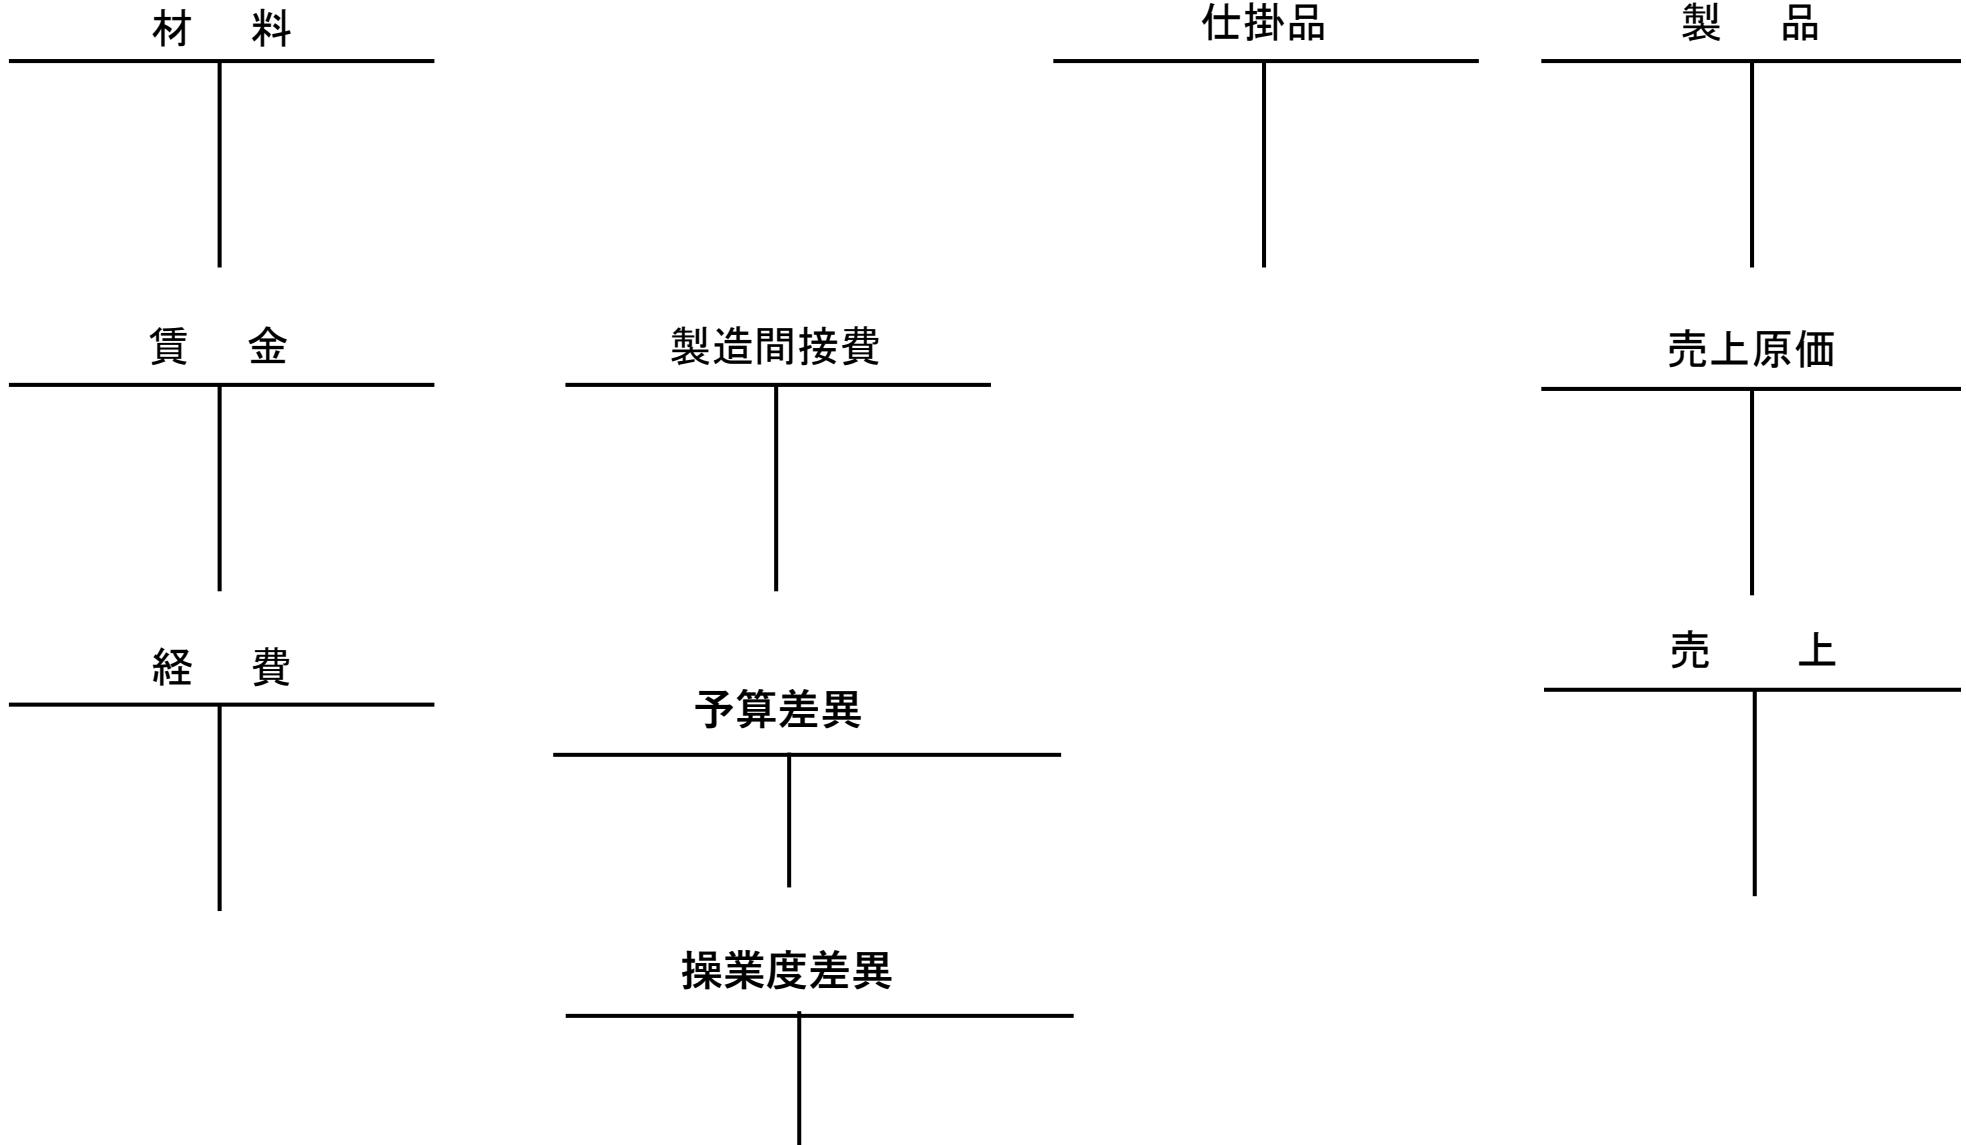 材 料
仕掛品
製 品
賃 金
製造間接費
売上原価
経 費
予算差異
売 上
操業度差異